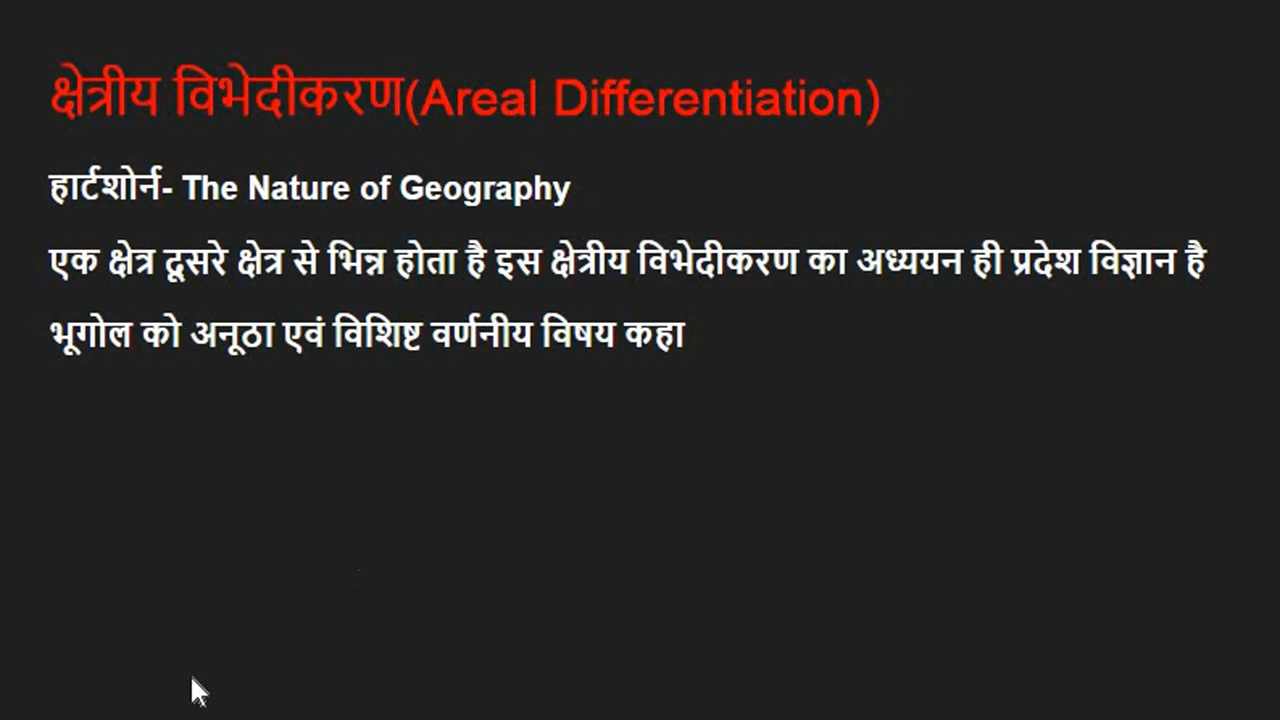 क्षेत्रीय विभेदीकरण(Areal Differentiation)
हार्टशोर्न- The Nature of Geography
एक क्षेत्र दूसरे क्षेत्र से भिन्न होता है इस क्षेत्रीय विभेदीकरण का अध्ययन ही प्रदेश विज्ञान है
भूगोल को अनूठा एवं विशिष्ट वर्णनीय विषय कहा